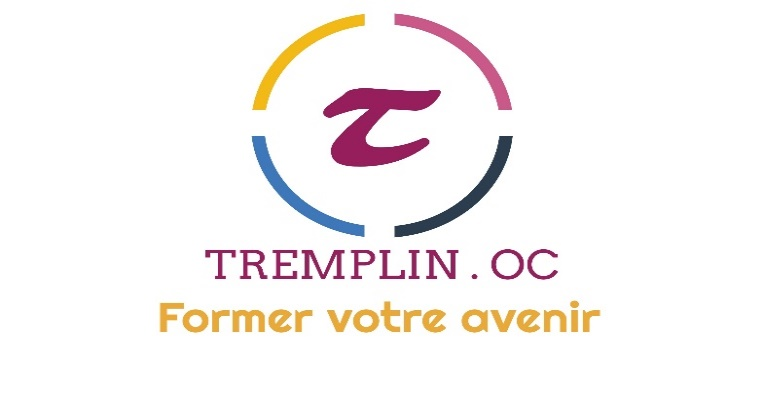 T
TREMPLIN . OC
Former votre avenir